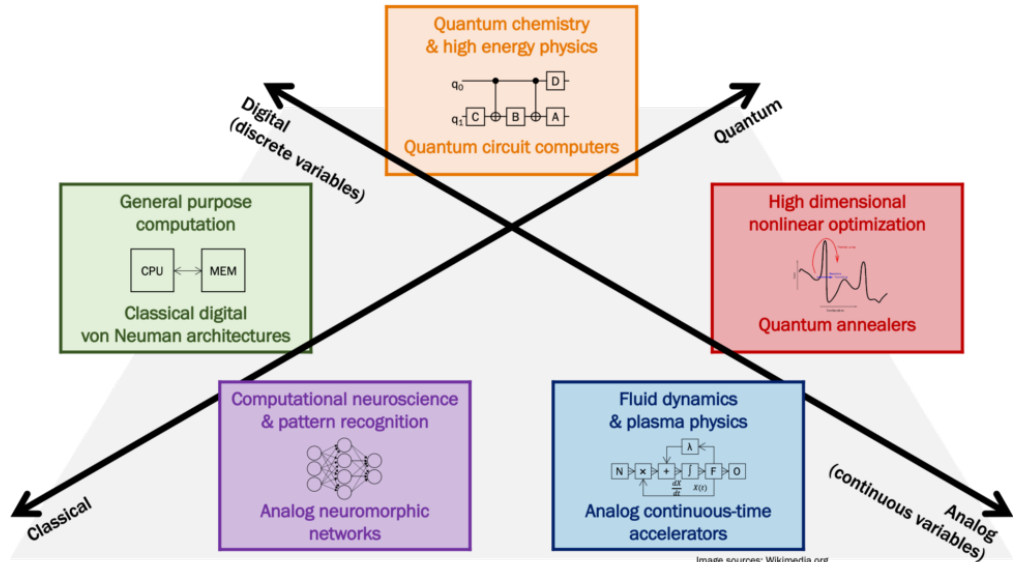 Quantum chemistry
& high energy physics
q0
D
q1
C
B
A
Quantum circuit computers
Digital
(discrete variables)
Quantum
General purpose
computation
CPU
MEM
Classical digital
von Neuman architectures
High dimensional
nonlinear optimization
Quantum annealers
Computational neuroscience
& pattern recognition
Analog neuromorphic
networks
Fluid dynamics
& plasma physics
λ
N
×
+
∫
F
O
dX
dt
X(t)
Analog continuous-time
accelerators
Classical
Analog
(continuous variables)
Image sources: Wikimedia.org